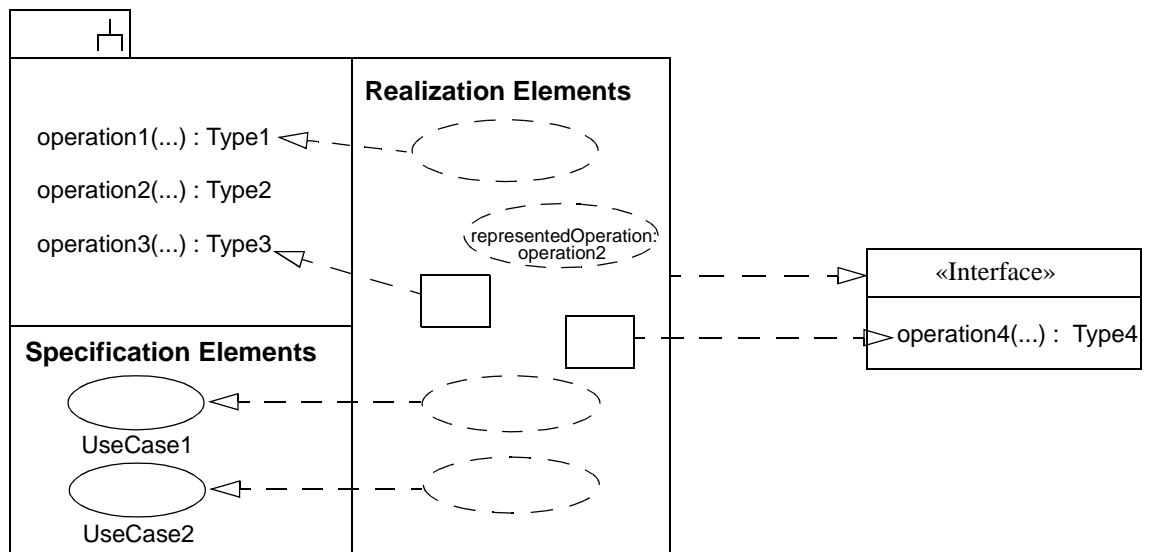 Realization Elements
operation1(...) : Type1
operation2(...) : Type2
representedOperation:
operation2
operation3(...) : Type3
«Interface»
operation4(...) : Type4
Specification Elements
UseCase1
UseCase2